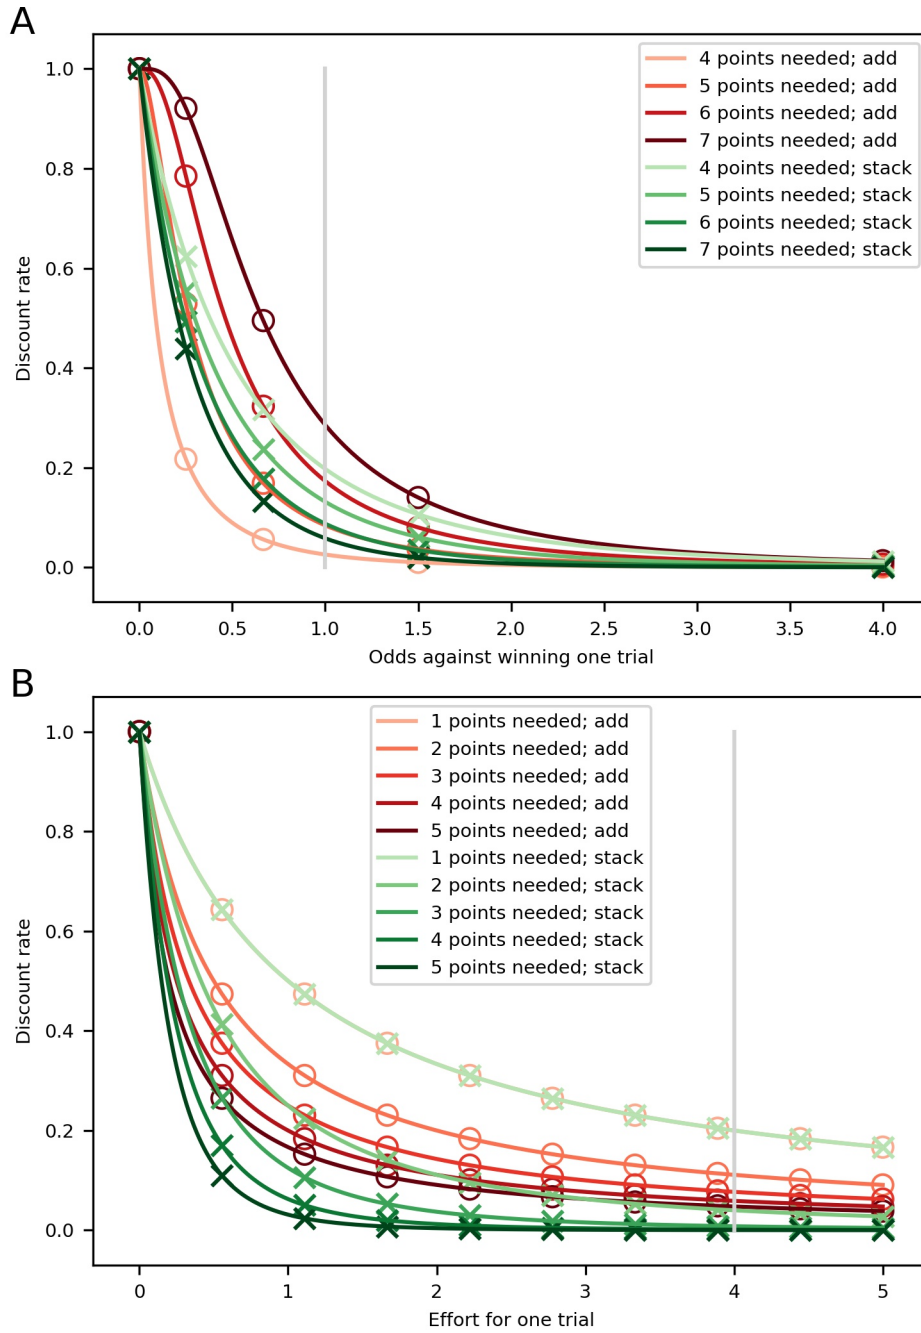 A
1.0
0.8
0.6
0.4
0.2
0.0
Discount rate
4 points needed; add
5 points needed; add
6 points needed; add
7 points needed; add
4 points needed; stack
5 points needed; stack
6 points needed; stack
7 points needed; stack
0.0 0.5 1.0 1.5 2.0 2.5 3.0 3.5 4.0
Odds against winning one trial
B
1.0
0.8
0.6
0.4
0.2
0.0
Discount rate
1 points needed; add
2 points needed; add
3 points needed; add
4 points needed; add
5 points needed; add
1 points needed; stack
2 points needed; stack
3 points needed; stack
4 points needed; stack
5 points needed; stack
0 1 2 3 4 5
Effort for one trial